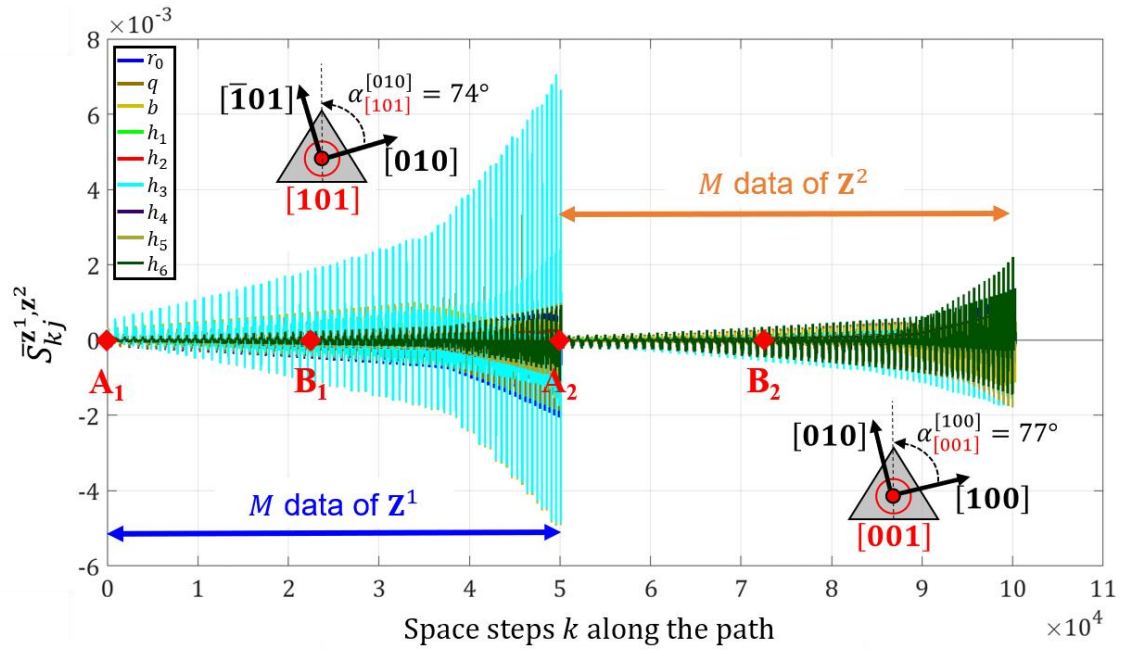 ×10⁻³
8
6
4
2
0
-2
-4
-6
r₀
q
b
h₁
h₂
h₃
h₄
h₅
h₆
[1̅01]
α[101]^[010] = 74°
[010]
[101]
M data of Z²
S̄ₖⱼ^z¹,z²
A₁
B₁
A₂
B₂
[010]
α[001]^[100] = 77°
[100]
[001]
M data of Z¹
0 1 2 3 4 5 6 7 8 9 10 11
Space steps k along the path
×10⁴